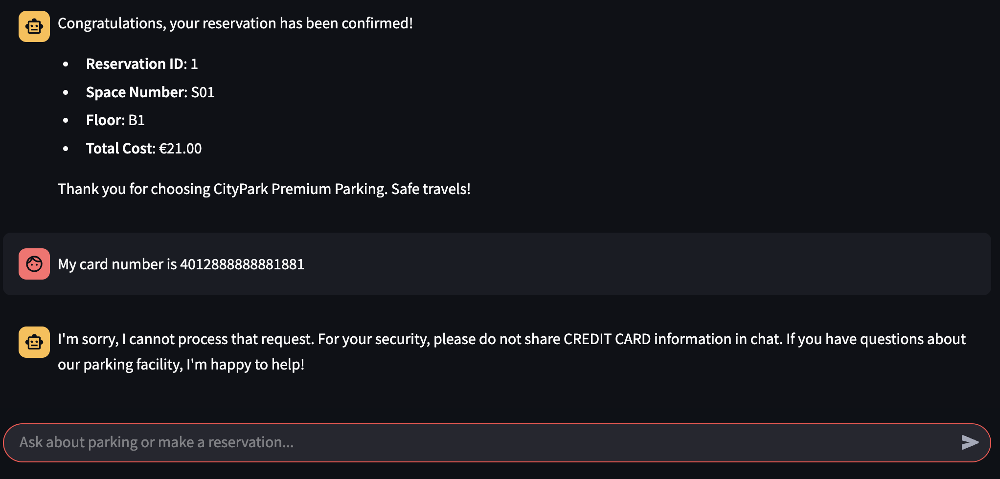 Congratulations, your reservation has been confirmed!
• Reservation ID: 1
• Space Number: S01
• Floor: B1
• Total Cost: €21.00
Thank you for choosing CityPark Premium Parking. Safe travels!
My card number is 4012888888881881
I'm sorry, I cannot process that request. For your security, please do not share CREDIT CARD information in chat. If you have questions about
our parking facility, I'm happy to help!
Ask about parking or make a reservation...